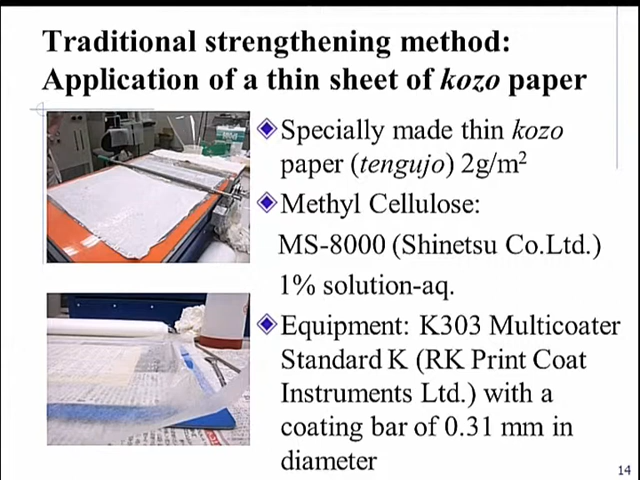 Traditional strengthening method:
Application of a thin sheet of kozo paper
Specially made thin kozo
paper (tengujo) 2g/m²
Methyl Cellulose:
MS-8000 (Shinetsu Co.Ltd.)
1% solution-aq.
Equipment: K303 Multicoater
Standard K (RK Print Coat
Instruments Ltd.) with a
coating bar of 0.31 mm in
diameter
14